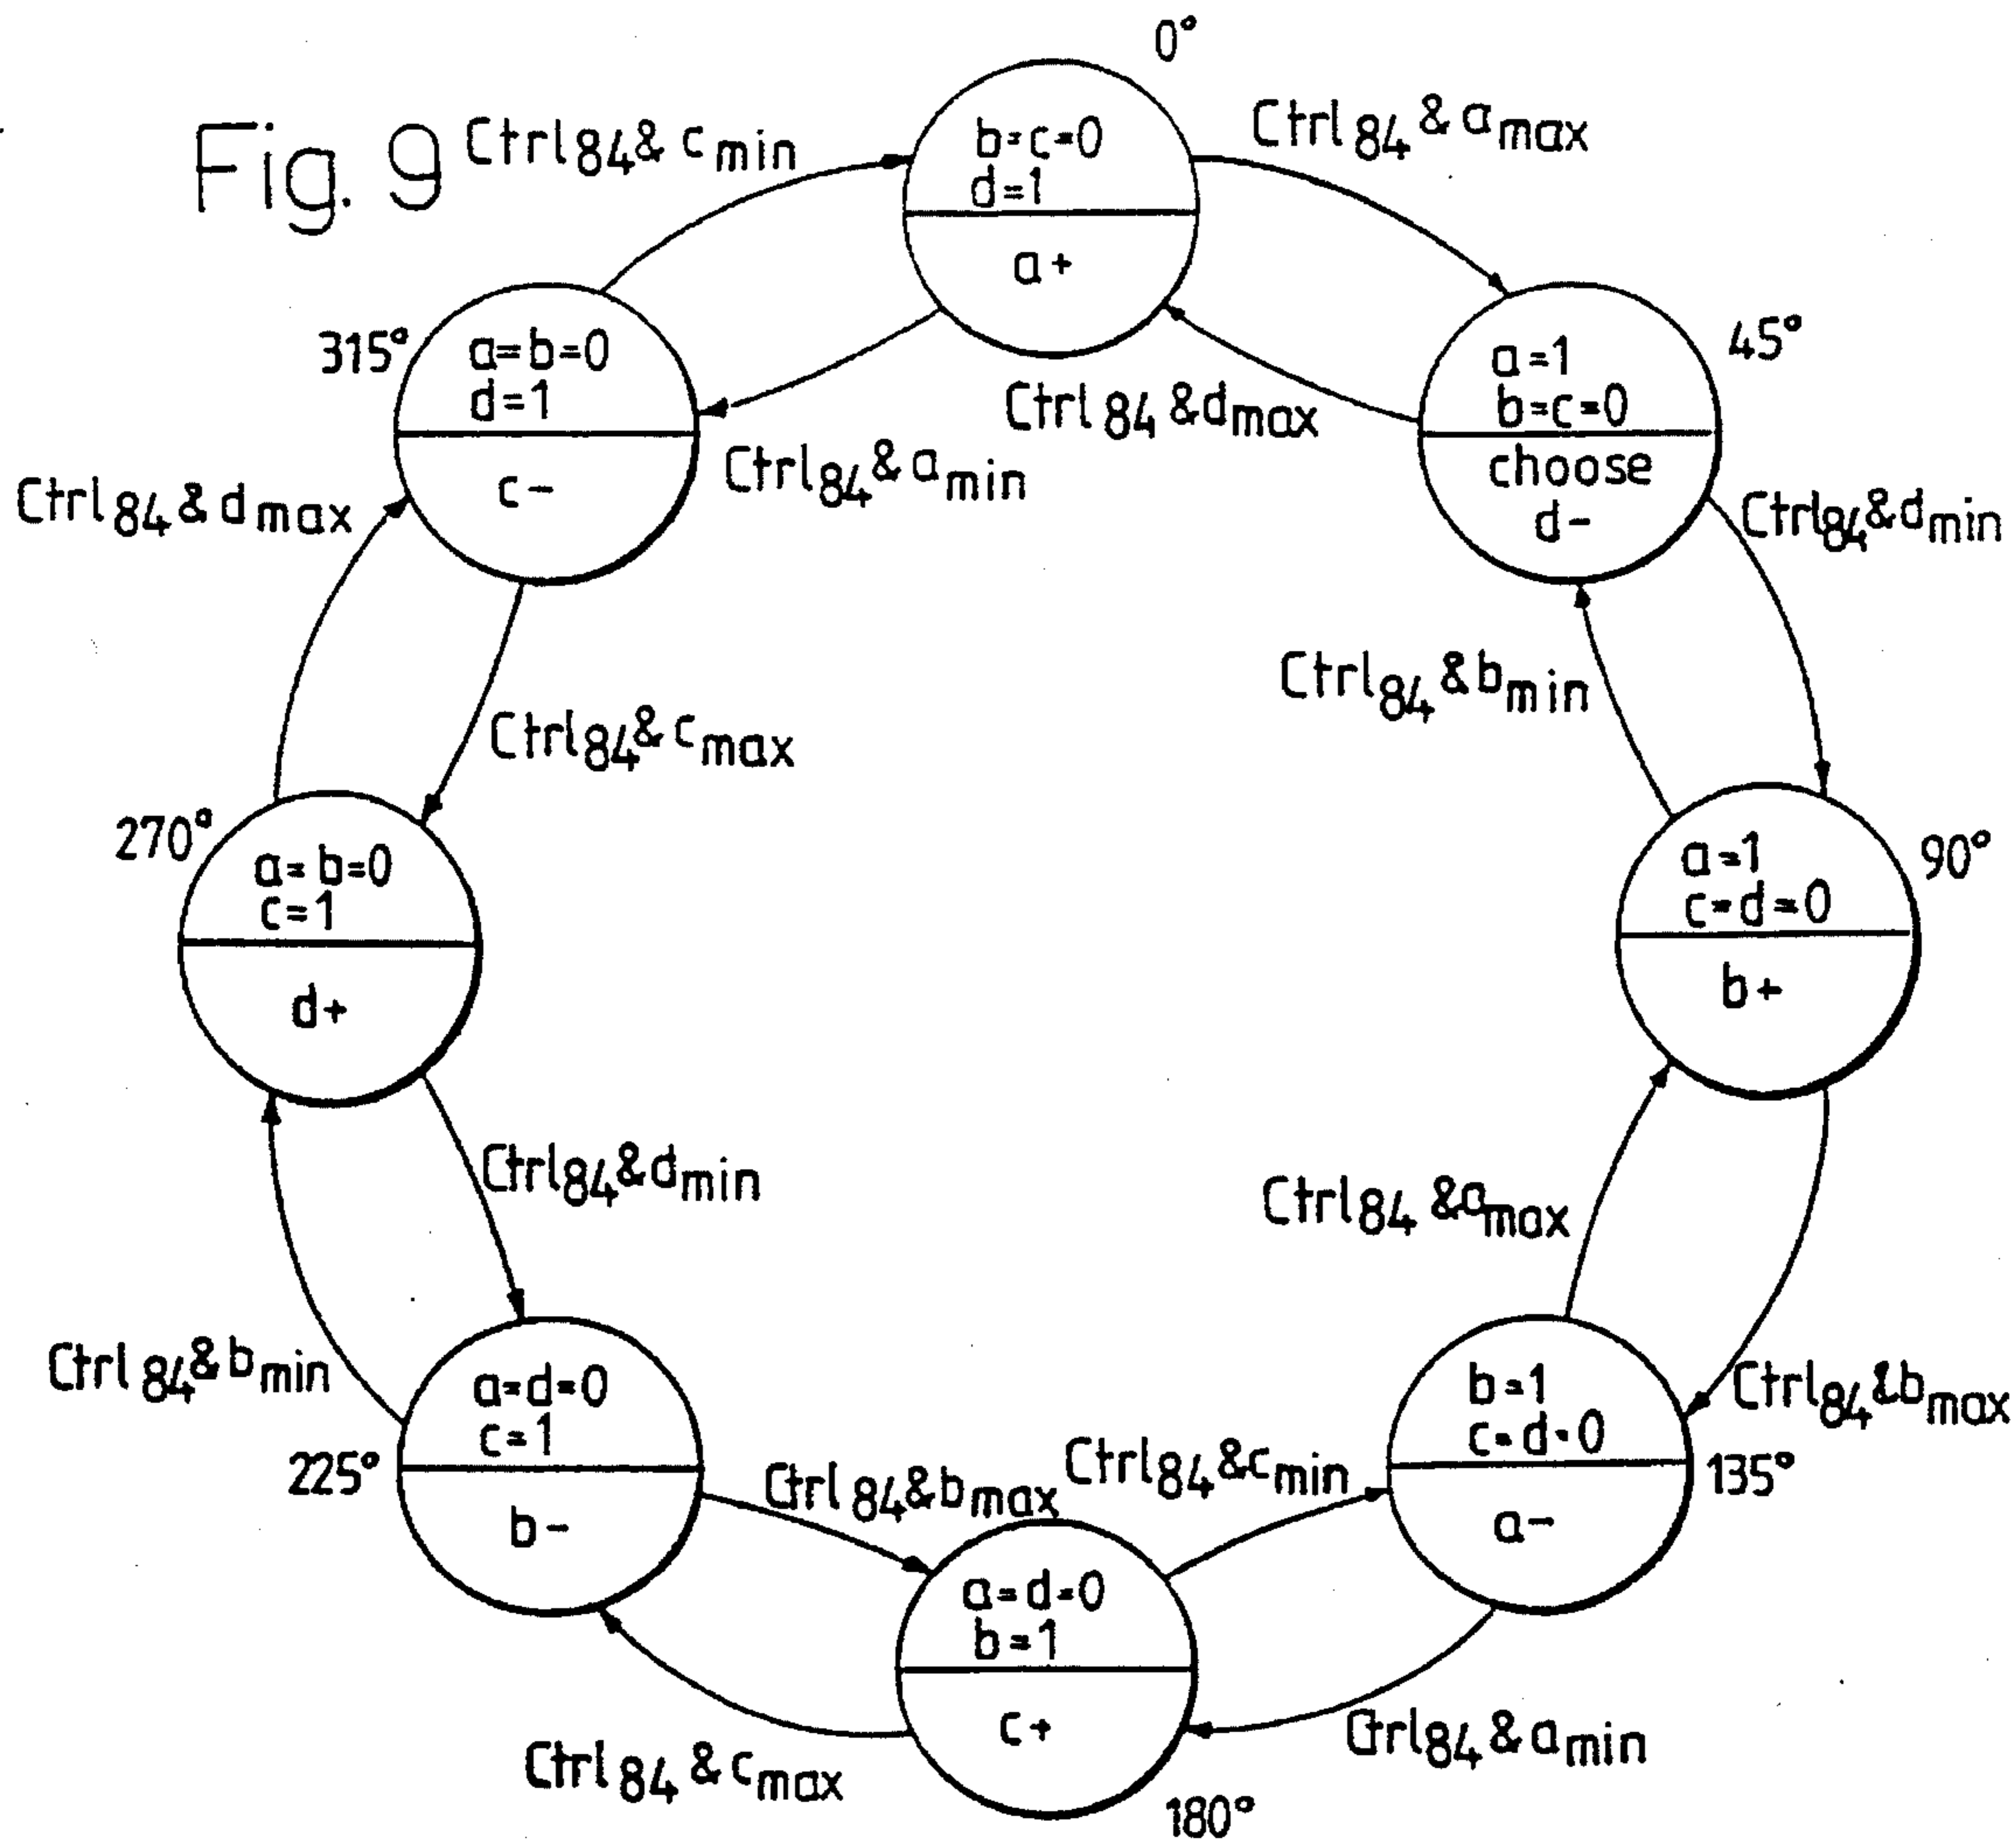 Fig. 9
0°
b=c=0
d=1
a+
Ctrl84 & cmin
Ctrl84 & amax
315°
a=b=0
d=1
c-
45°
a=1
b=c=0
choose
d-
Ctrl84 & dmax
Ctrl84 & amin
Ctrl84 & dmax
Ctrl84 & dmin
Ctrl84 & cmax
Ctrl84 & bmin
270°
a=b=0
c=1
d+
90°
a=1
c=d=0
b+
Ctrl84 & dmin
Ctrl84 & amax
Ctrl84 & bmin
Ctrl84 & bmax
225°
a=d=0
c=1
b-
Ctrl84 & bmax
Ctrl84 & cmin
135°
b=1
c=d=0
a-
a=d=0
b=1
c+
Ctrl84 & cmax
Ctrl84 & amin
180°